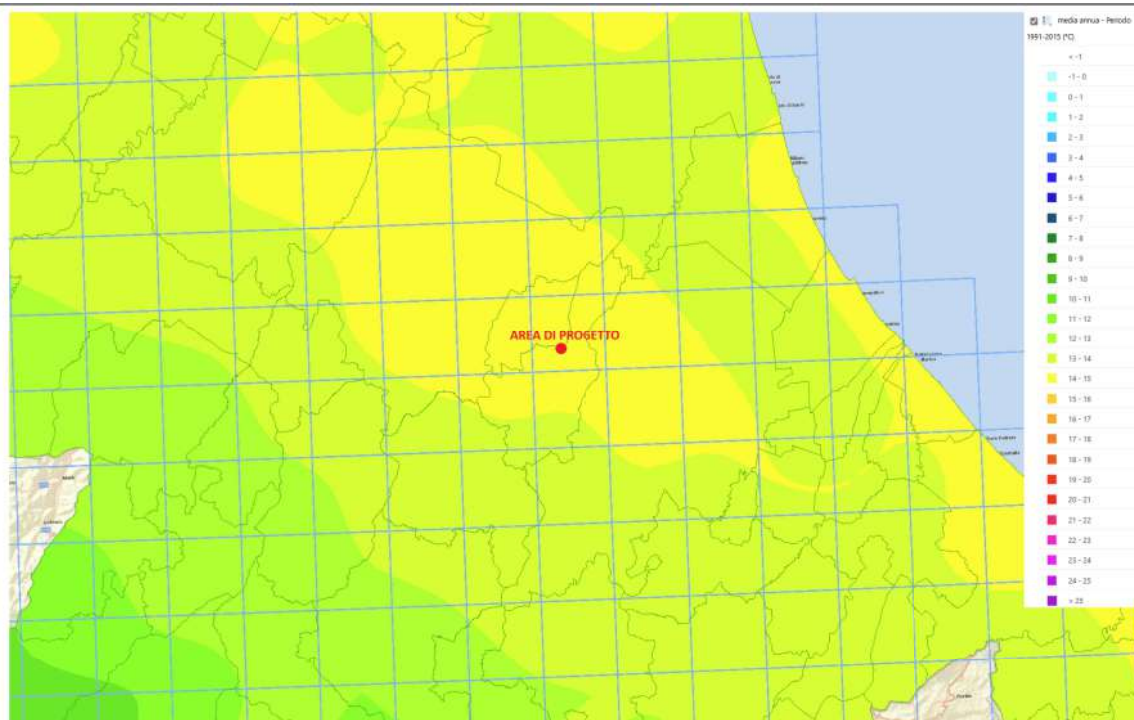 media annua - Periodo
1991-2015 (°C)
< -1
-1 - 0
0 - 1
1 - 2
2 - 3
3 - 4
4 - 5
5 - 6
6 - 7
7 - 8
8 - 9
9 - 10
10 - 11
11 - 12
12 - 13
13 - 14
14 - 15
15 - 16
16 - 17
17 - 18
18 - 19
19 - 20
20 - 21
21 - 22
22 - 23
23 - 24
24 - 25
> 25
AREA DI PROGETTO